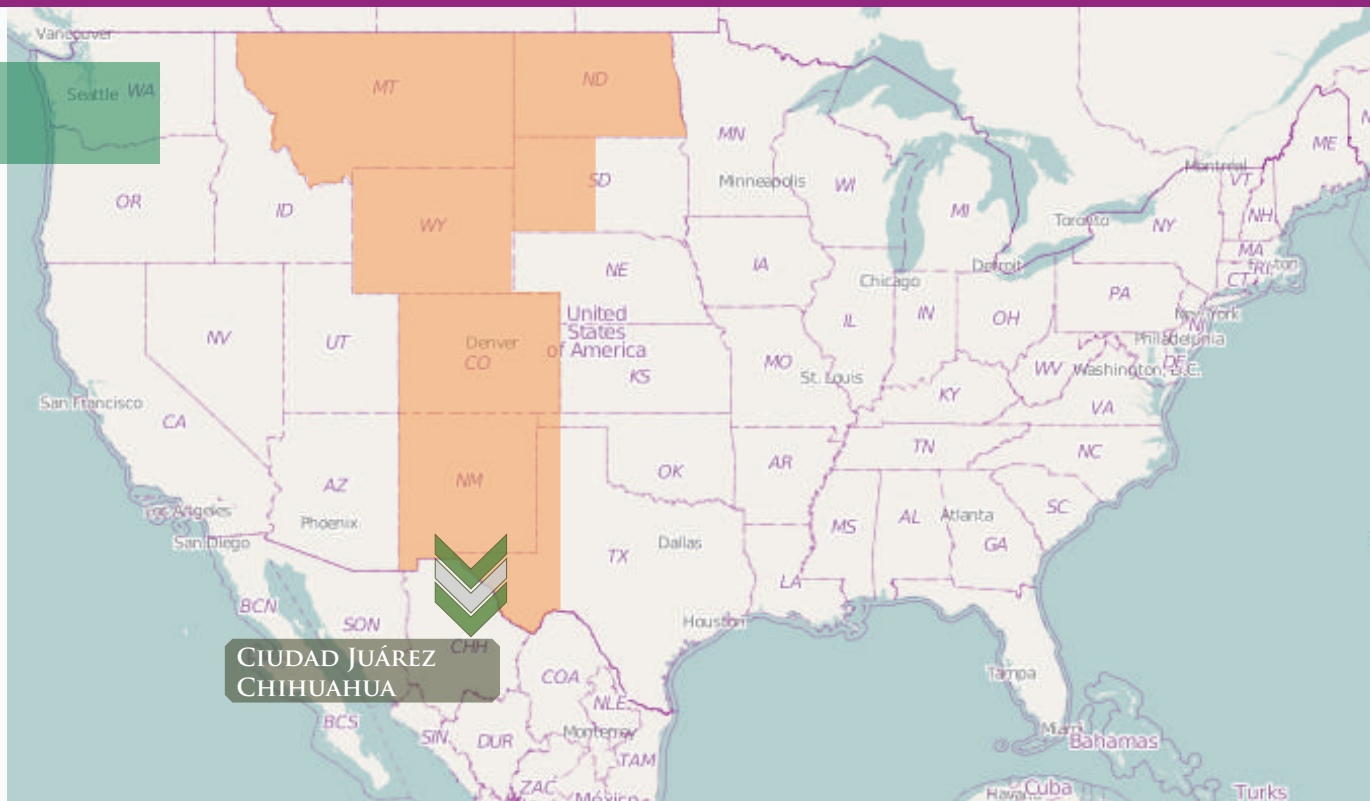 Vancouver
Seattle WA
MT
ND
MN
ME
OR
ID
SD
Minneapolis
WI
MI
Montreal
VT
NH
Toronto
NY
MA
WY
NE
IA
Chicago
Detroit
CT
RI
PA
New York
NJ
NV
UT
Denver
CO
United
States
of America
KS
IL
IN
OH
Philadelphia
DE
MO
St. Louis
WV
Washington, D.C.
San Francisco
CA
KY
VA
AZ
NM
OK
AR
TN
NC
Los Angeles
Phoenix
San Diego
TX
Dallas
MS
AL
Atlanta
GA
SC
LA
BCN
SON
Houston
CHH
Ciudad Juárez
Chihuahua
COA
NLE
Tampa
BCS
SIN
DUR
Monterrey
TAM
Miami
Bahamas
ZAC
México
Cuba
Turks